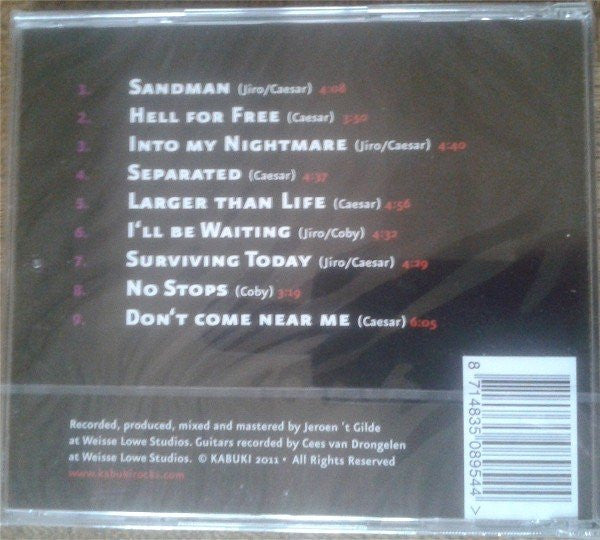 1. SANDMAN (Jiro/Caesar) 4:08
2. HELL FOR FREE (Caesar) 3:50
3. INTO MY NIGHTMARE (Jiro/Caesar) 4:40
4. SEPARATED (Caesar) 4:37
5. LARGER THAN LIFE (Caesar) 4:56
6. I'LL BE WAITING (Jiro/Coby) 4:32
7. SURVIVING TODAY (Jiro/Caesar) 4:29
8. NO STOPS (Coby) 3:19
9. DON'T COME NEAR ME (Caesar) 6:05
Recorded, produced, mixed and mastered by Jeroen 't Gilde
at Weisse Lowe Studios. Guitars recorded by Cees van Drongelen
at Weisse Lowe Studios. © KABUKI 2011 • All Rights Reserved
www.kabukirocks.com
8 714835 089544 >